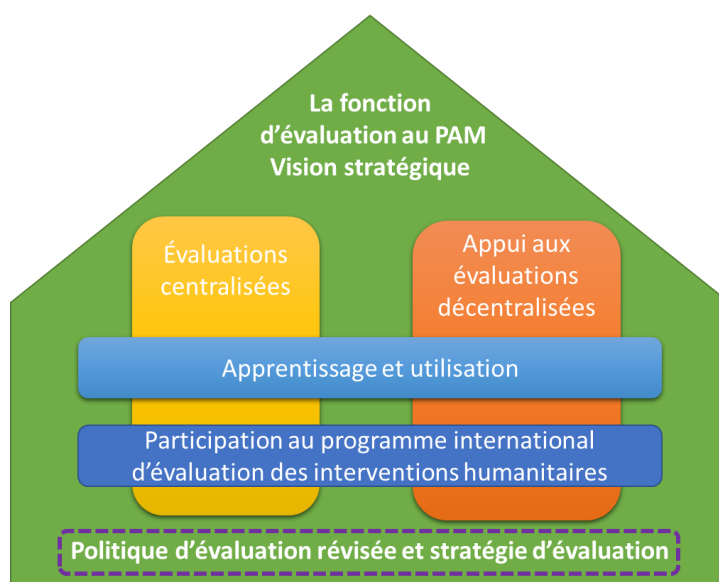 La fonction
d’évaluation au PAM
Vision stratégique
Évaluations
centralisées
Appui aux
évaluations
décentralisées
Apprentissage et utilisation
Participation au programme international
d’évaluation des interventions humanitaires
Politique d’évaluation révisée et stratégie d’évaluation